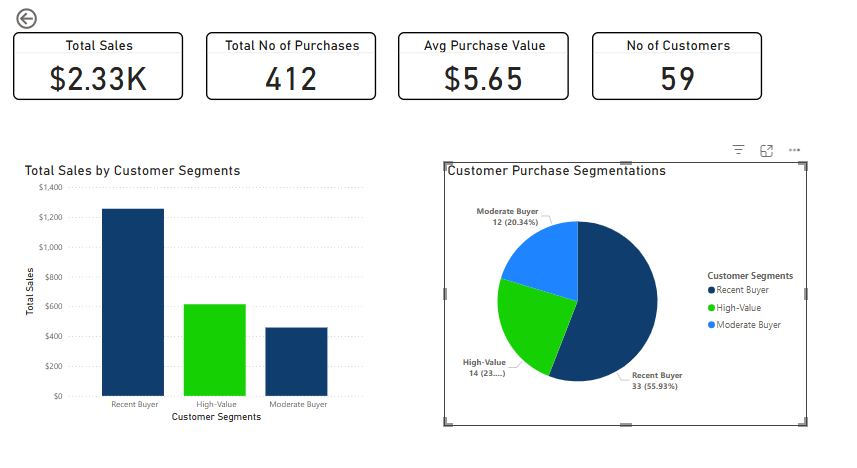 Total Sales
$2.33K
Total No of Purchases
412
Avg Purchase Value
$5.65
No of Customers
59
Total Sales by Customer Segments
$1,400
$1,200
$1,000
$800
$600
$400
$200
$0
Total Sales
Recent Buyer
High-Value
Moderate Buyer
Customer Segments
Customer Purchase Segmentations
Moderate Buyer
12 (20.34%)
High-Value
14 (23....)
Recent Buyer
33 (55.93%)
Customer Segments
Recent Buyer
High-Value
Moderate Buyer